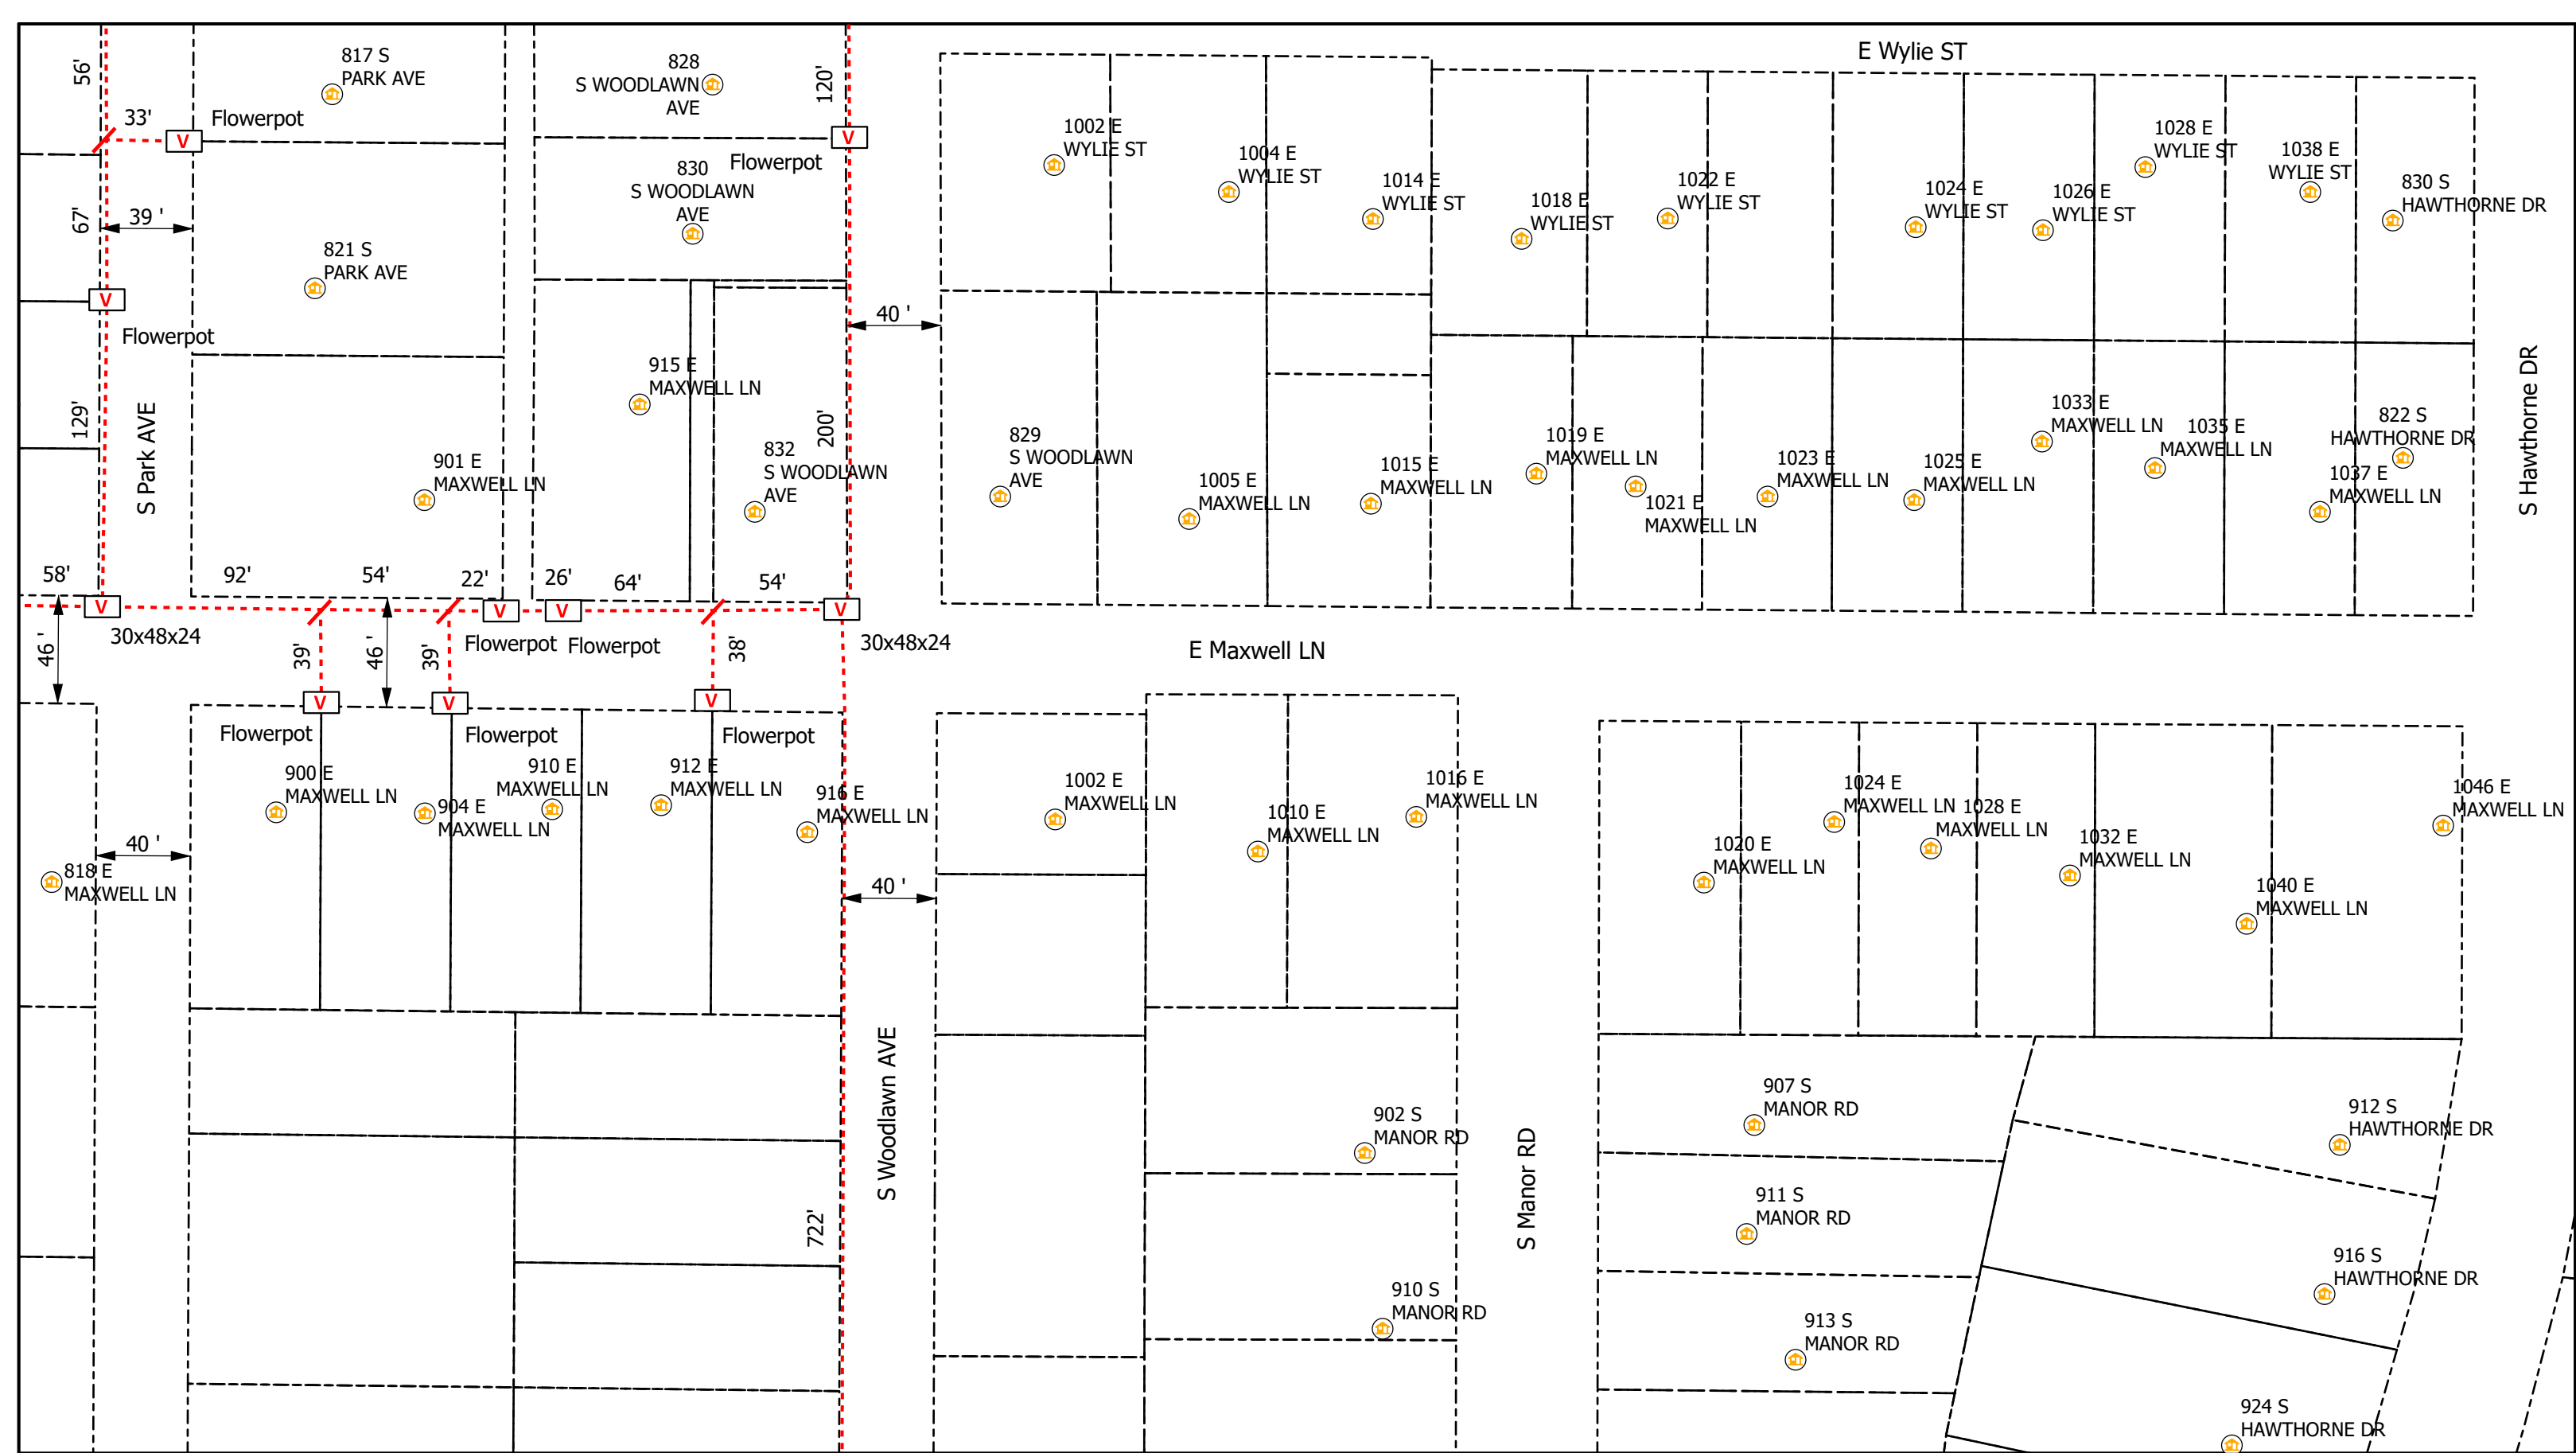 E Wylie ST
56'
817 S
PARK AVE
828
S WOODLAWN
AVE
120'
33'
V
Flowerpot
V
Flowerpot
830
S WOODLAWN
AVE
1002 E
WYLIE ST
1004 E
WYLIE ST
1014 E
WYLIE ST
1018 E
WYLIE ST
1022 E
WYLIE ST
1024 E
WYLIE ST
1026 E
WYLIE ST
1028 E
WYLIE ST
1038 E
WYLIE ST
830 S
HAWTHORNE DR
67'
39 '
821 S
PARK AVE
V
Flowerpot
40 '
915 E
MAXWELL LN
129'
S Park AVE
901 E
MAXWELL LN
832
S WOODLAWN
AVE
200'
829
S WOODLAWN
AVE
1005 E
MAXWELL LN
1015 E
MAXWELL LN
1019 E
MAXWELL LN
1021 E
MAXWELL LN
1023 E
MAXWELL LN
1025 E
MAXWELL LN
1033 E
MAXWELL LN
1035 E
MAXWELL LN
822 S
HAWTHORNE DR
1037 E
MAXWELL LN
S Hawthorne DR
58'
92'
54'
22'
26'
64'
54'
V
V
V
V
30x48x24
Flowerpot
Flowerpot
30x48x24
46 '
39'
46 '
39'
38'
E Maxwell LN
V
V
V
Flowerpot
Flowerpot
Flowerpot
900 E
MAXWELL LN
904 E
MAXWELL LN
910 E
MAXWELL LN
912 E
MAXWELL LN
916 E
MAXWELL LN
1002 E
MAXWELL LN
1010 E
MAXWELL LN
1016 E
MAXWELL LN
1020 E
MAXWELL LN
1024 E
MAXWELL LN
1028 E
MAXWELL LN
1032 E
MAXWELL LN
1040 E
MAXWELL LN
1046 E
MAXWELL LN
40 '
818 E
MAXWELL LN
40 '
S Woodlawn AVE
722'
902 S
MANOR RD
910 S
MANOR RD
S Manor RD
907 S
MANOR RD
911 S
MANOR RD
913 S
MANOR RD
912 S
HAWTHORNE DR
916 S
HAWTHORNE DR
924 S
HAWTHORNE DR